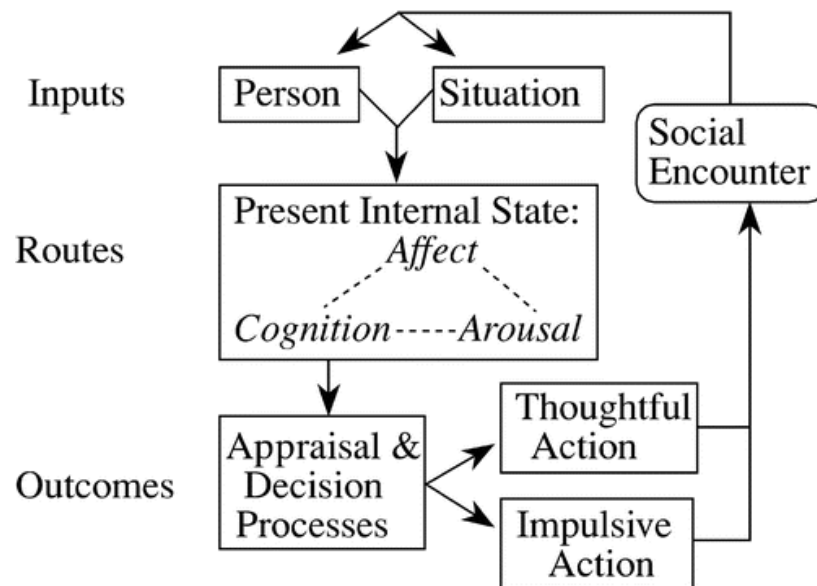 Inputs
Person
Situation
Social
Encounter
Routes
Present Internal State:
Affect
Cognition
Arousal
Outcomes
Appraisal &
Decision
Processes
Thoughtful
Action
Impulsive
Action